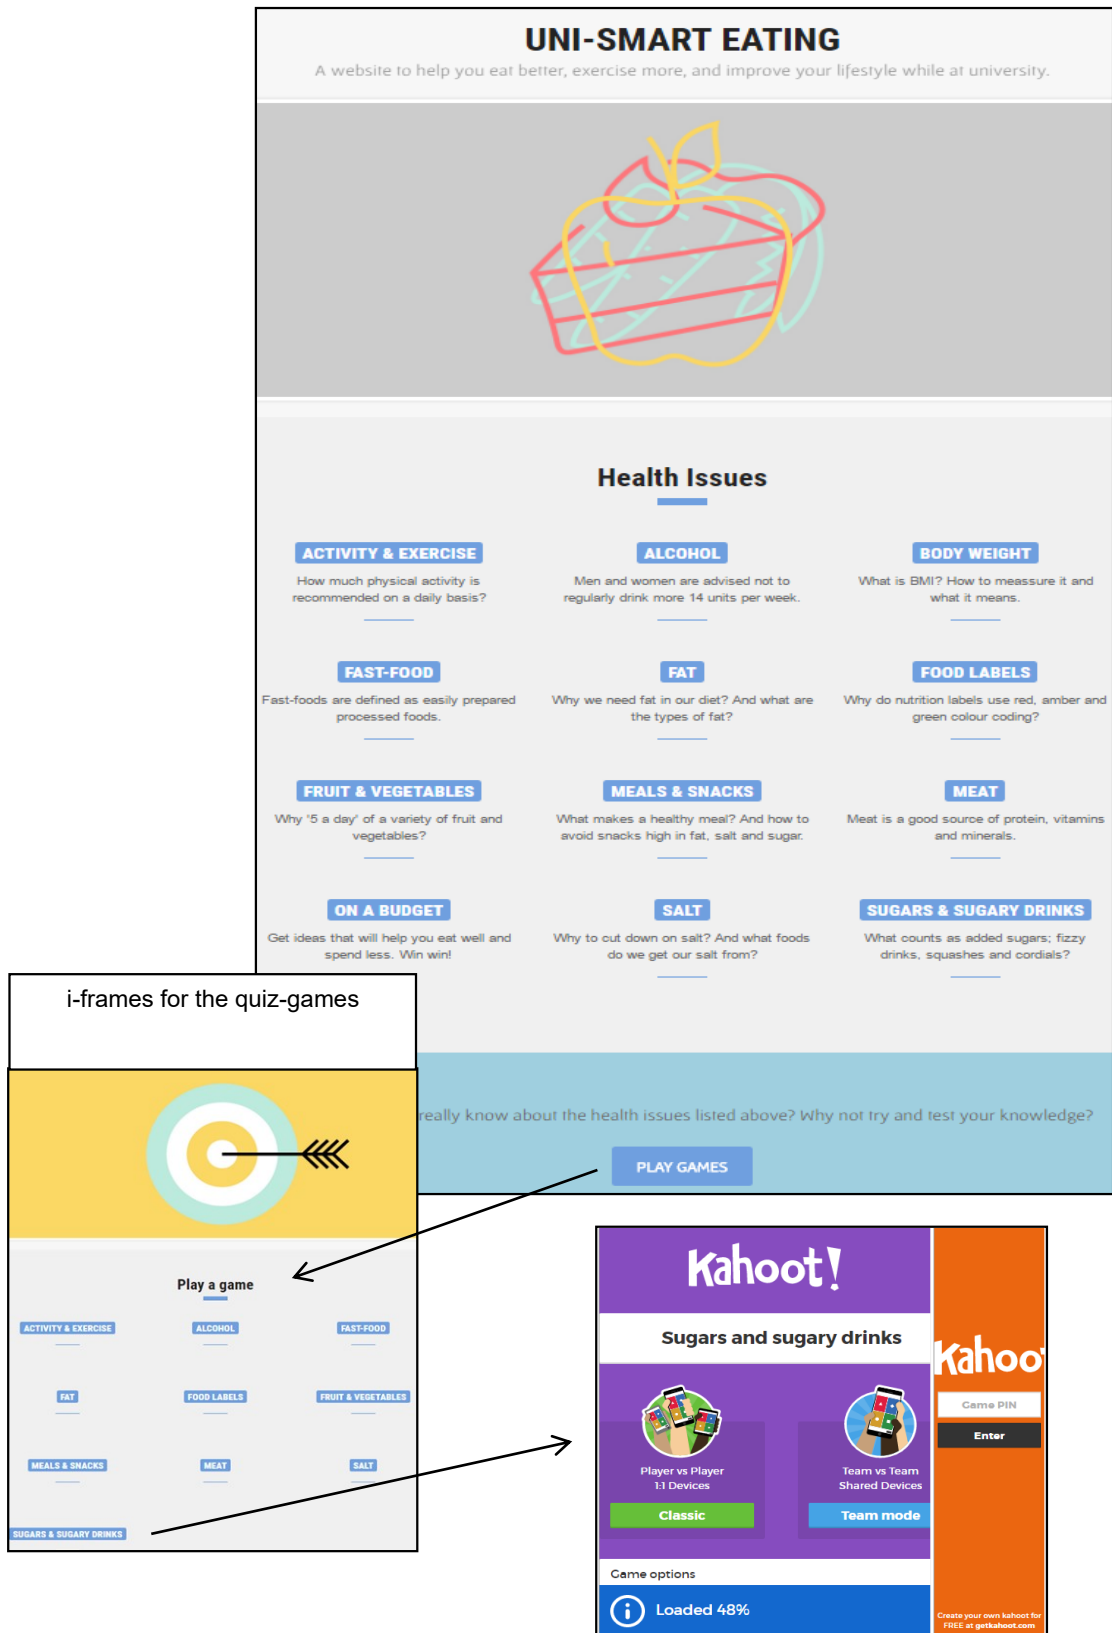 UNI-SMART EATING
A website to help you eat better, exercise more, and improve your lifestyle while at university.
Health Issues
ACTIVITY & EXERCISE
How much physical activity is
recommended on a daily basis?
ALCOHOL
Men and women are advised not to
regularly drink more 14 units per week.
BODY WEIGHT
What is BMI? How to meassure it and
what it means.
FAST-FOOD
Fast-foods are defined as easily prepared
processed foods.
FAT
Why we need fat in our diet? And what are
the types of fat?
FOOD LABELS
Why do nutrition labels use red, amber and
green colour coding?
FRUIT & VEGETABLES
Why '5 a day' of a variety of fruit and
vegetables?
MEALS & SNACKS
What makes a healthy meal? And how to
avoid snacks high in fat, salt and sugar.
MEAT
Meat is a good source of protein, vitamins
and minerals.
ON A BUDGET
Get ideas that will help you eat well and
spend less. Win win!
SALT
Why to cut down on salt? And what foods
do we get our salt from?
SUGARS & SUGARY DRINKS
What counts as added sugars; fizzy
drinks, squashes and cordials?
really know about the health issues listed above? Why not try and test your knowledge?
PLAY GAMES
i-frames for the quiz-games
Play a game
ACTIVITY & EXERCISE
ALCOHOL
FAST-FOOD
FAT
FOOD LABELS
FRUIT & VEGETABLES
MEALS & SNACKS
MEAT
SALT
SUGARS & SUGARY DRINKS
Kahoot!
Sugars and sugary drinks
Player vs Player
1:1 Devices
Classic
Team vs Team
Shared Devices
Team mode
Game options
Loaded 48%
Kahoo
Game PIN
Enter
Create your own kahoot for
FREE at getkahoot.com